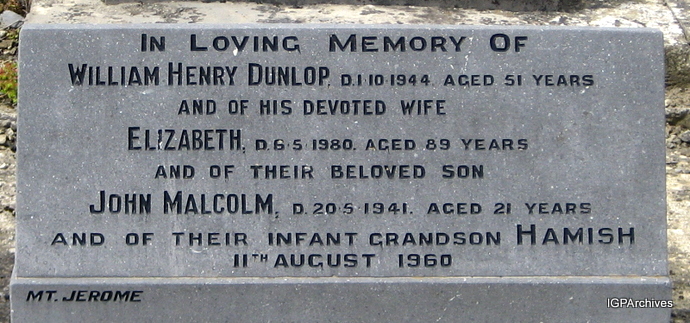 IN LOVING MEMORY OF
WILLIAM HENRY DUNLOP, D.1·10·1944. AGED 51 YEARS
AND OF HIS DEVOTED WIFE
ELIZABETH, D.6·5·1980. AGED 89 YEARS
AND OF THEIR BELOVED SON
JOHN MALCOLM, D.20·5·1941. AGED 21 YEARS
AND OF THEIR INFANT GRANDSON HAMISH
11TH AUGUST 1960
MT. JEROME
IGPArchives